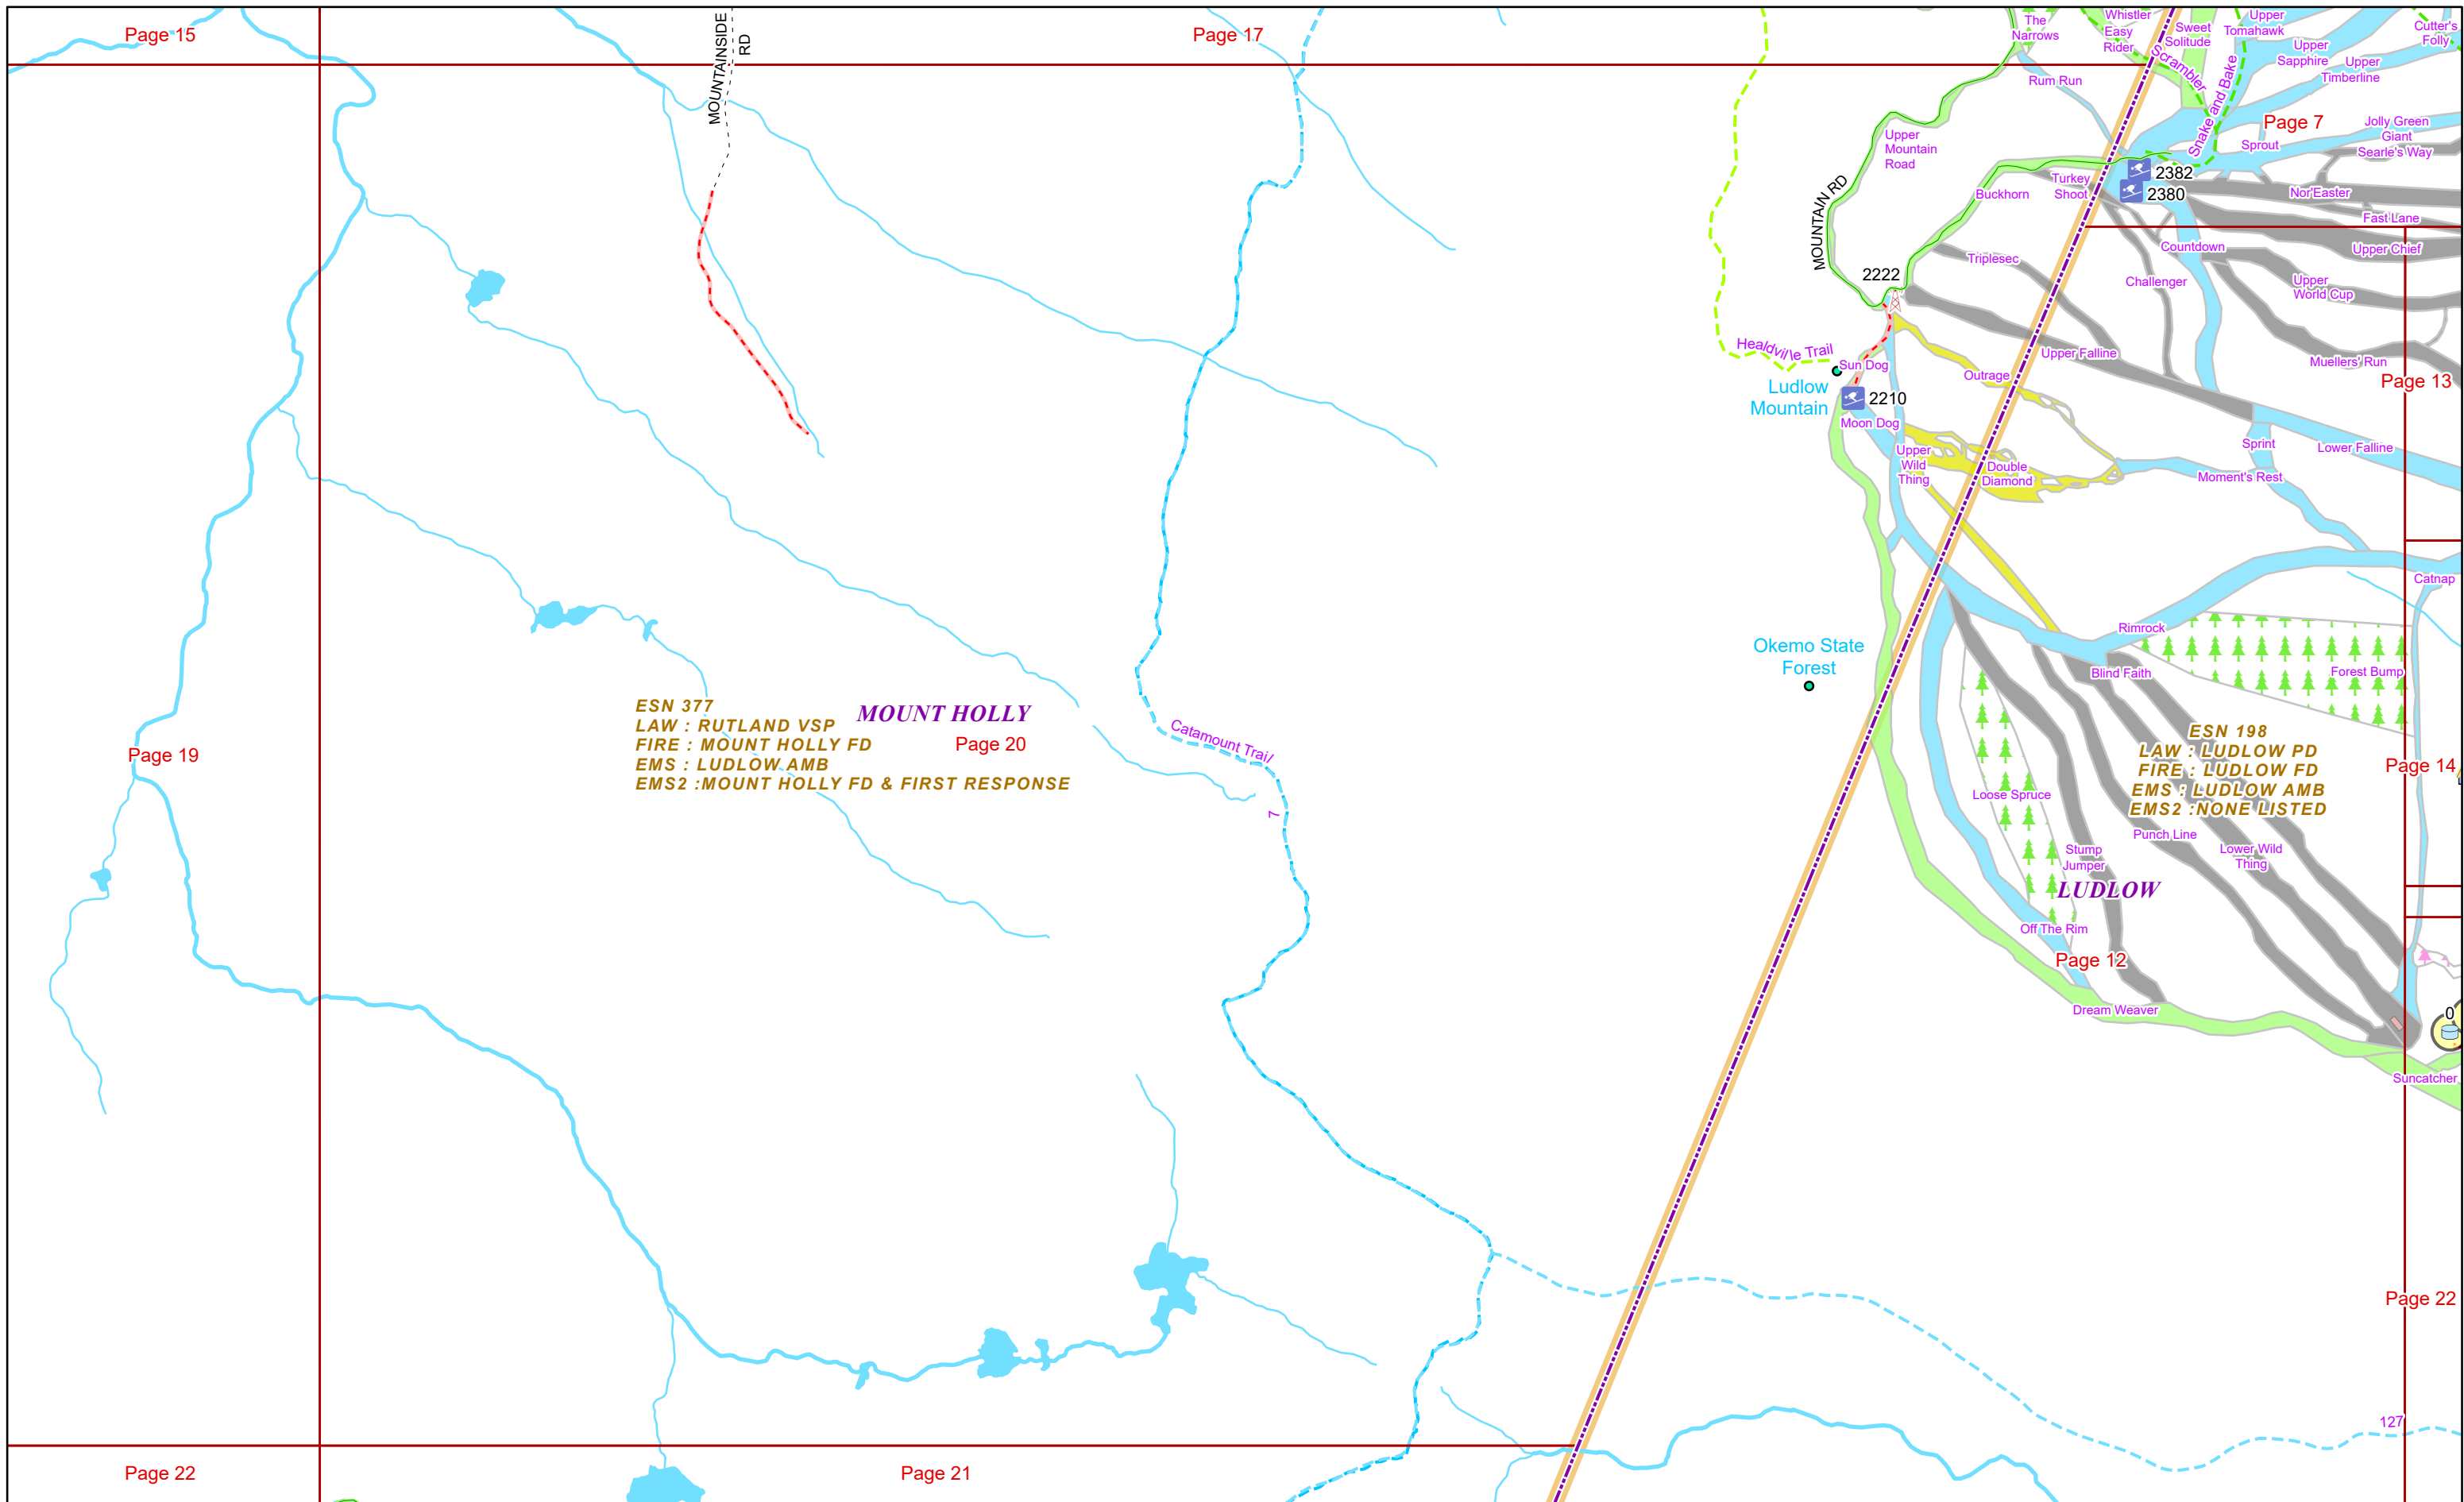 Page 15
MOUNTAINSIDE
RD
Page 17
The
Narrows
Whistler
Easy
Rider
Sweet
Solitude
Upper
Tomahawk
Cutter's
Folly
Upper
Sapphire
Upper
Timberline
Scrambler
Rum Run
Snake and Bake
Page 7
Jolly Green
Giant
Sprout
Searle's Way
Upper
Mountain
Road
2382
2380
Turkey
Shoot
Buckhorn
Nor'Easter
Fast Lane
MOUNTAIN RD
Countdown
Upper Chief
Triplesec
2222
Challenger
Upper
World Cup
Healdville Trail
Sun Dog
Upper Falline
Muellers' Run
Outrage
Page 13
Ludlow
Mountain
2210
Moon Dog
Sprint
Lower Falline
Upper
Wild
Thing
Double
Diamond
Moment's Rest
Catnap
Rimrock
Okemo State
Forest
Blind Faith
Forest Bump
ESN 377
LAW : RUTLAND VSP
FIRE : MOUNT HOLLY FD
EMS : LUDLOW AMB
EMS2 :MOUNT HOLLY FD & FIRST RESPONSE
MOUNT HOLLY
Page 20
Page 19
Catamount Trail
7
ESN 198
LAW : LUDLOW PD
FIRE : LUDLOW FD
EMS : LUDLOW AMB
EMS2 :NONE LISTED
Page 14
Loose Spruce
Punch Line
Stump
Jumper
Lower Wild
Thing
LUDLOW
Off The Rim
Page 12
Dream Weaver
0
Suncatcher
Page 22
127
Page 22
Page 21